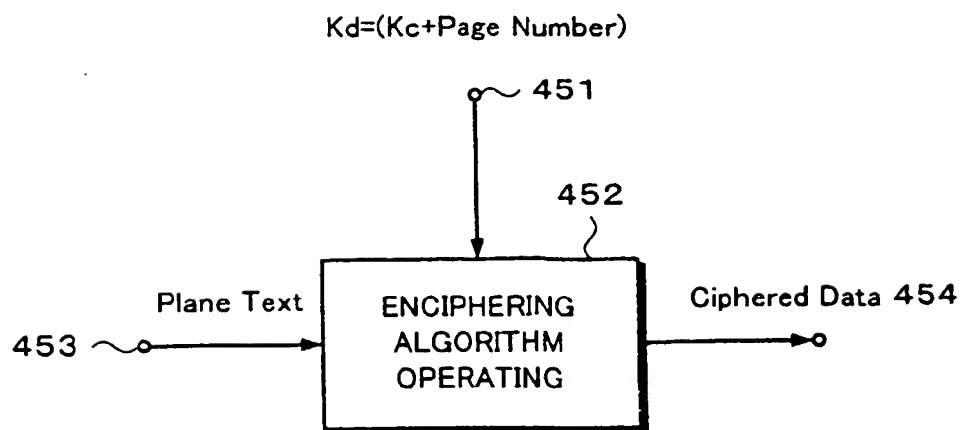 Kd=(Kc+Page Number)
451
452
Plane Text
Ciphered Data 454
453
ENCIPHERING
ALGORITHM
OPERATING